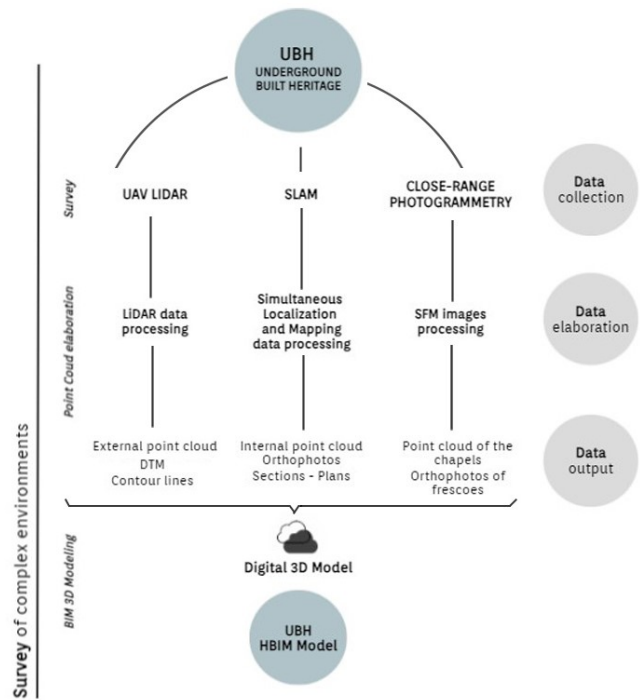 UBH
UNDERGROUND
BUILT HERITAGE
Survey
UAV LIDAR
SLAM
CLOSE-RANGE
PHOTOGRAMMETRY
Data
collection
Point Coud elaboration
LiDAR data
processing
Simultaneous
Localization
and Mapping
data processing
SFM images
processing
Data
elaboration
External point cloud
DTM
Contour lines
Internal point cloud
Orthophotos
Sections - Plans
Point cloud of the
chapels
Orthophotos of
frescoes
Data
output
Survey of complex environments
BIM 3D Modeling
Digital 3D Model
UBH
HBIM Model